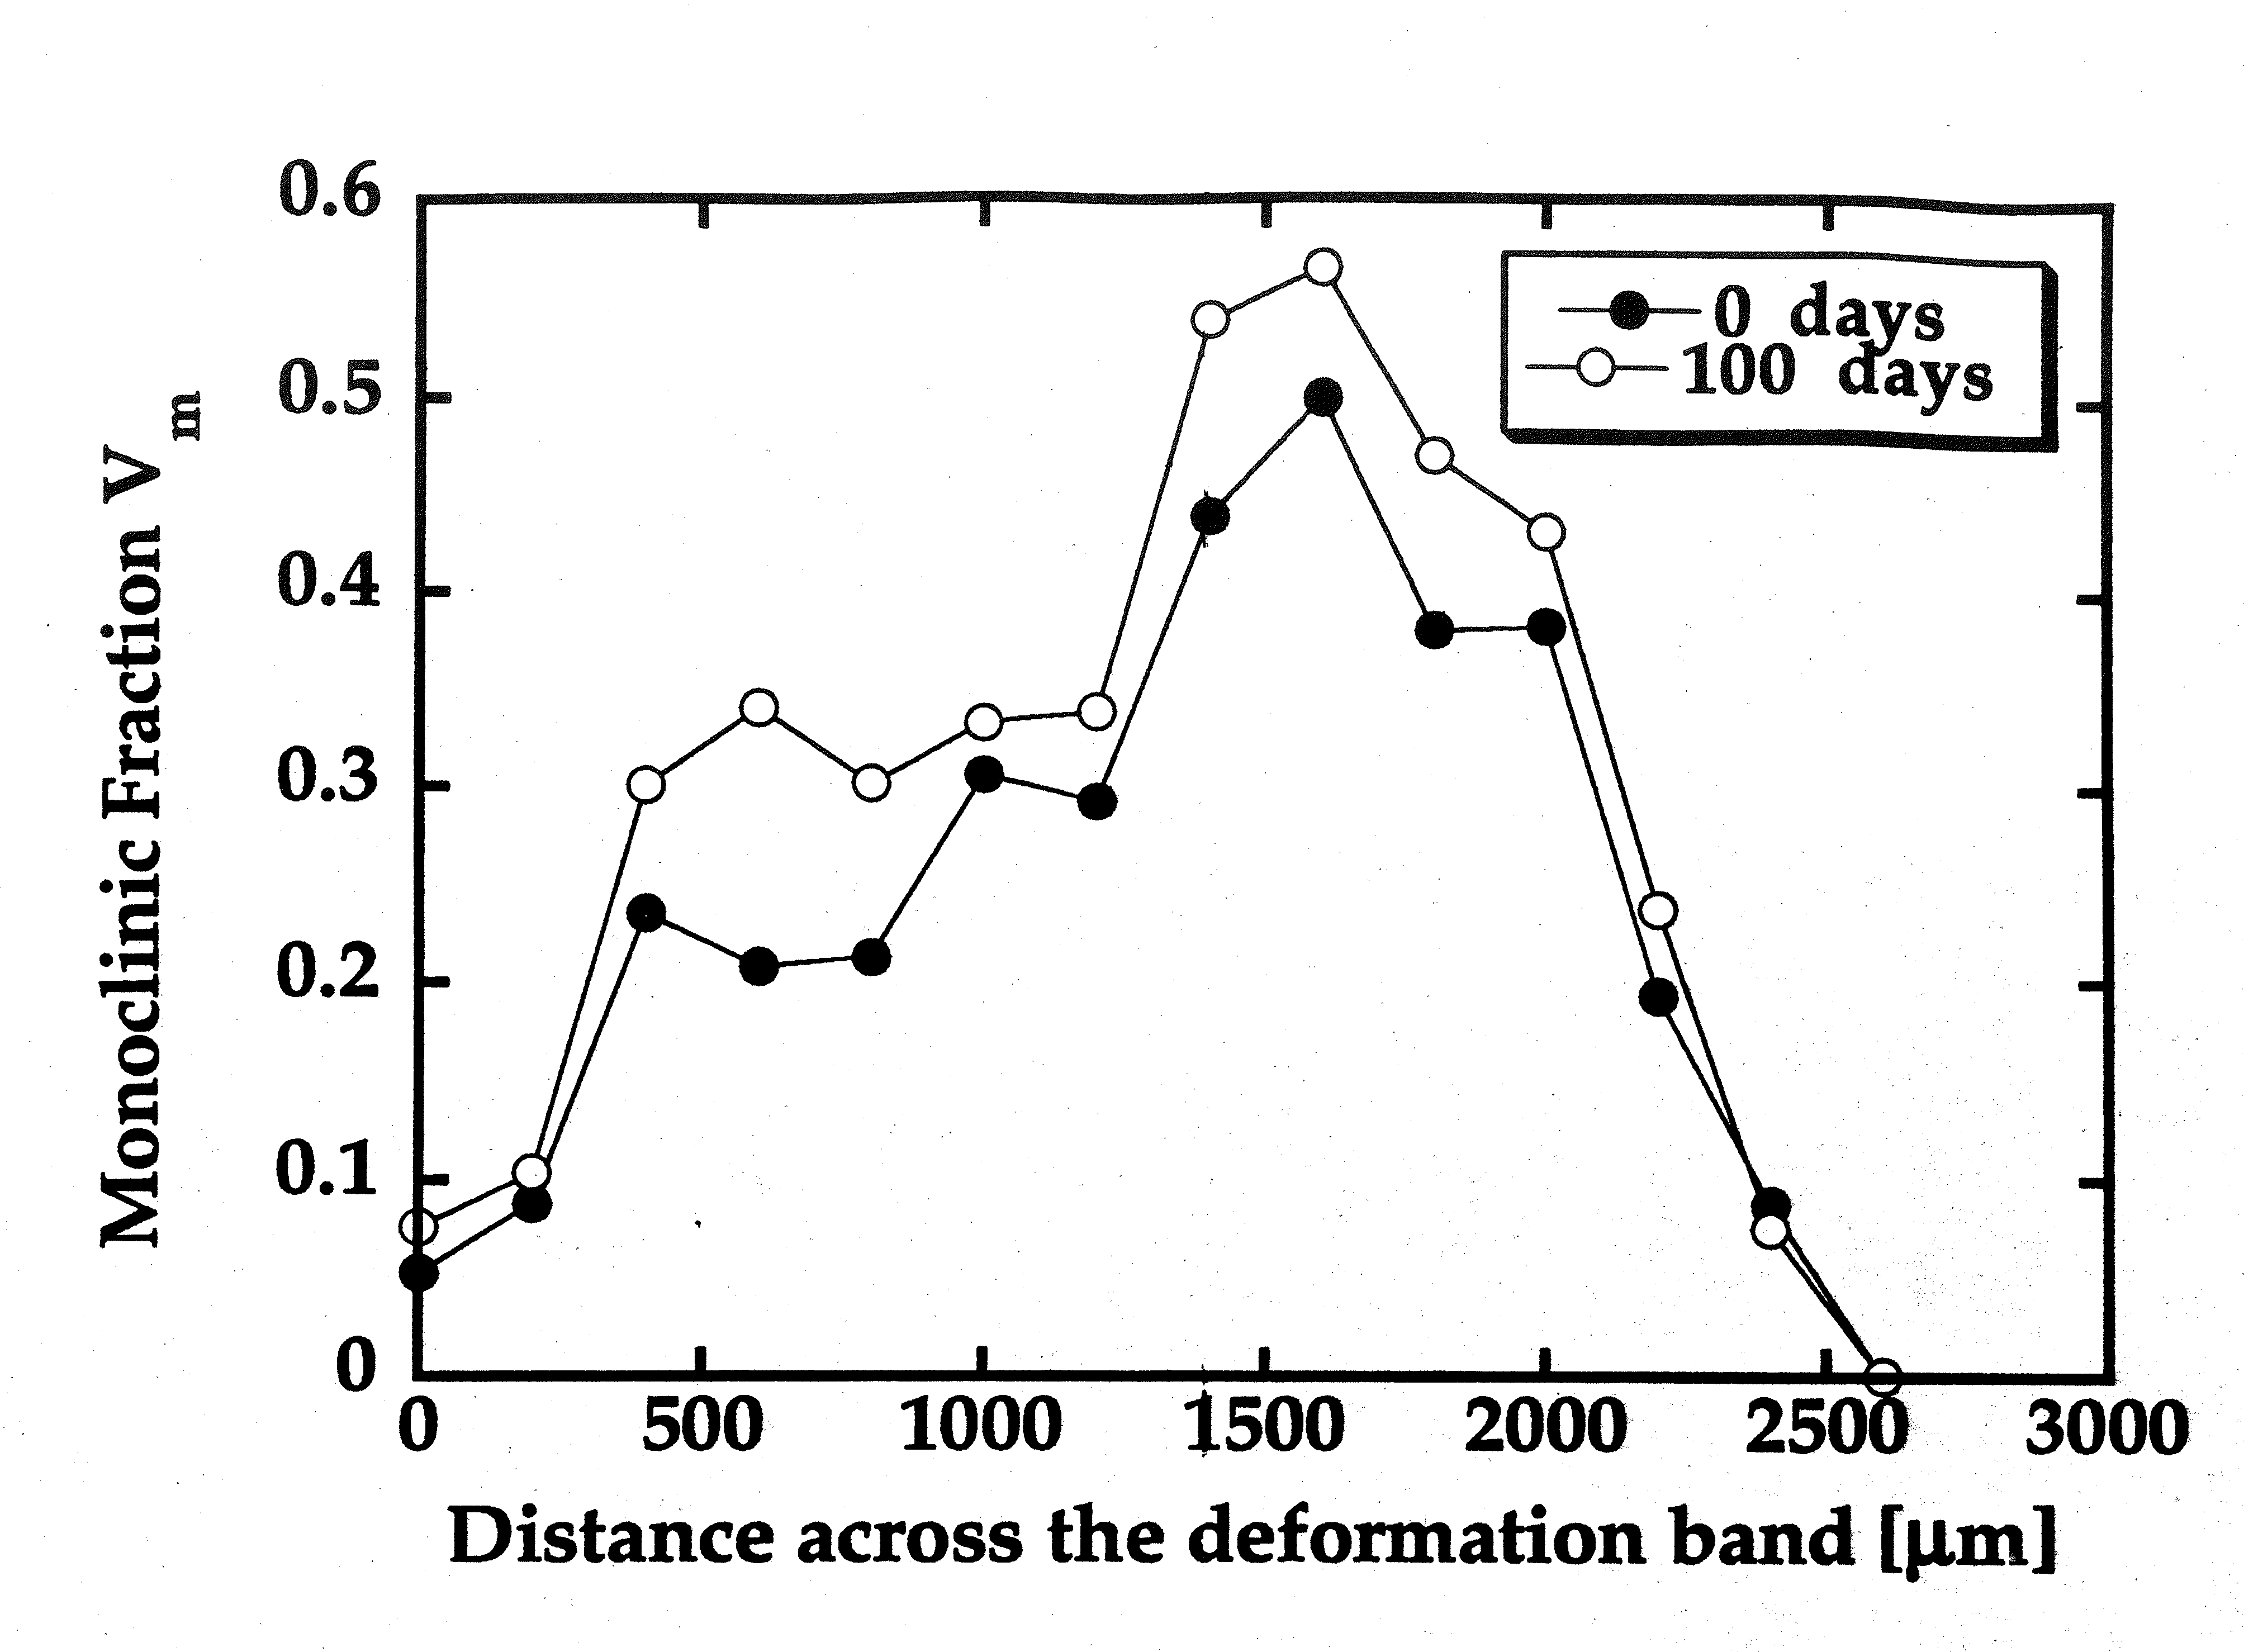 0.6
0.5
0.4
0.3
0.2
0.1
0
Monoclinic Fraction Vm
0 days
100 days
0 500 1000 1500 2000 2500 3000
Distance across the deformation band [µm]